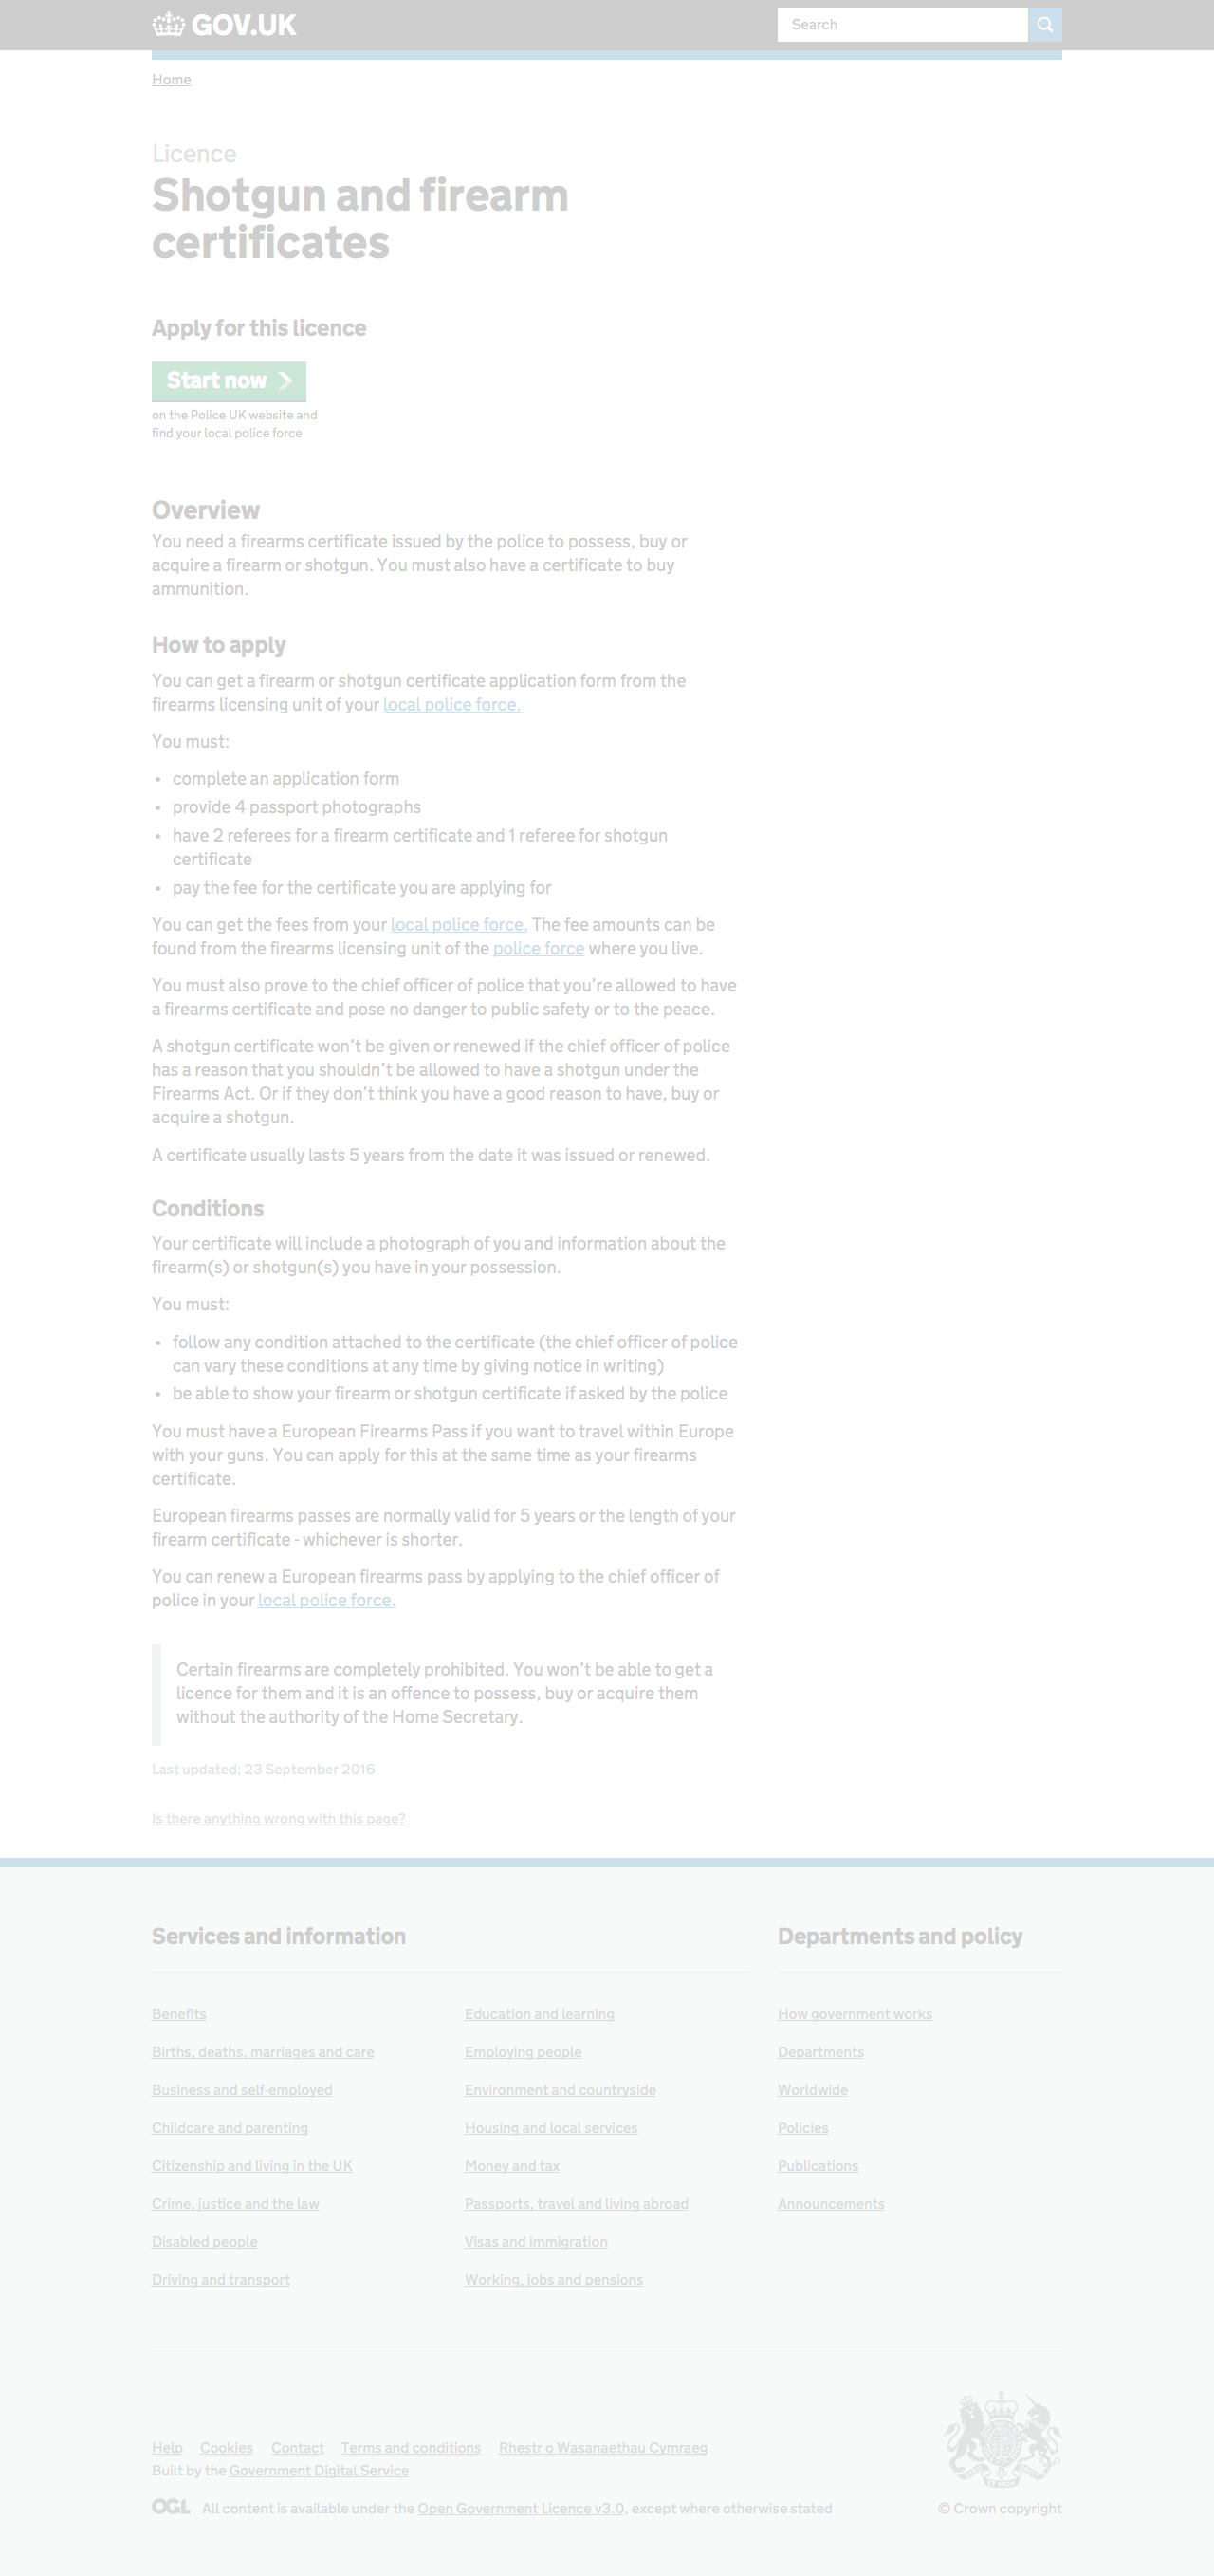 GOV.UK
Search
Home
Licence
Shotgun and firearm
certificates
Apply for this licence
Start now
on the Police UK website and
find your local police force
Overview
You need a firearms certificate issued by the police to possess, buy or
acquire a firearm or shotgun. You must also have a certificate to buy
ammunition.
How to apply
You can get a firearm or shotgun certificate application form from the
firearms licensing unit of your local police force.
You must:
• complete an application form
• provide 4 passport photographs
• have 2 referees for a firearm certificate and 1 referee for shotgun
certificate
• pay the fee for the certificate you are applying for
You can get the fees from your local police force. The fee amounts can be
found from the firearms licensing unit of the police force where you live.
You must also prove to the chief officer of police that you’re allowed to have
a firearms certificate and pose no danger to public safety or to the peace.
A shotgun certificate won’t be given or renewed if the chief officer of police
has a reason that you shouldn’t be allowed to have a shotgun under the
Firearms Act. Or if they don’t think you have a good reason to have, buy or
acquire a shotgun.
A certificate usually lasts 5 years from the date it was issued or renewed.
Conditions
Your certificate will include a photograph of you and information about the
firearm(s) or shotgun(s) you have in your possession.
You must:
• follow any condition attached to the certificate (the chief officer of police
can vary these conditions at any time by giving notice in writing)
• be able to show your firearm or shotgun certificate if asked by the police
You must have a European Firearms Pass if you want to travel within Europe
with your guns. You can apply for this at the same time as your firearms
certificate.
European firearms passes are normally valid for 5 years or the length of your
firearm certificate - whichever is shorter.
You can renew a European firearms pass by applying to the chief officer of
police in your local police force.
Certain firearms are completely prohibited. You won’t be able to get a
licence for them and it is an offence to possess, buy or acquire them
without the authority of the Home Secretary.
Last updated: 23 September 2016
Is there anything wrong with this page?
Services and information
Benefits
Births, deaths, marriages and care
Business and self-employed
Childcare and parenting
Citizenship and living in the UK
Crime, justice and the law
Disabled people
Driving and transport
Education and learning
Employing people
Environment and countryside
Housing and local services
Money and tax
Passports, travel and living abroad
Visas and immigration
Working, jobs and pensions
Departments and policy
How government works
Departments
Worldwide
Policies
Publications
Announcements
Help Cookies Contact Terms and conditions Rhestr o Wasanaethau Cymraeg
Built by the Government Digital Service
OGL All content is available under the Open Government Licence v3.0, except where otherwise stated
© Crown copyright